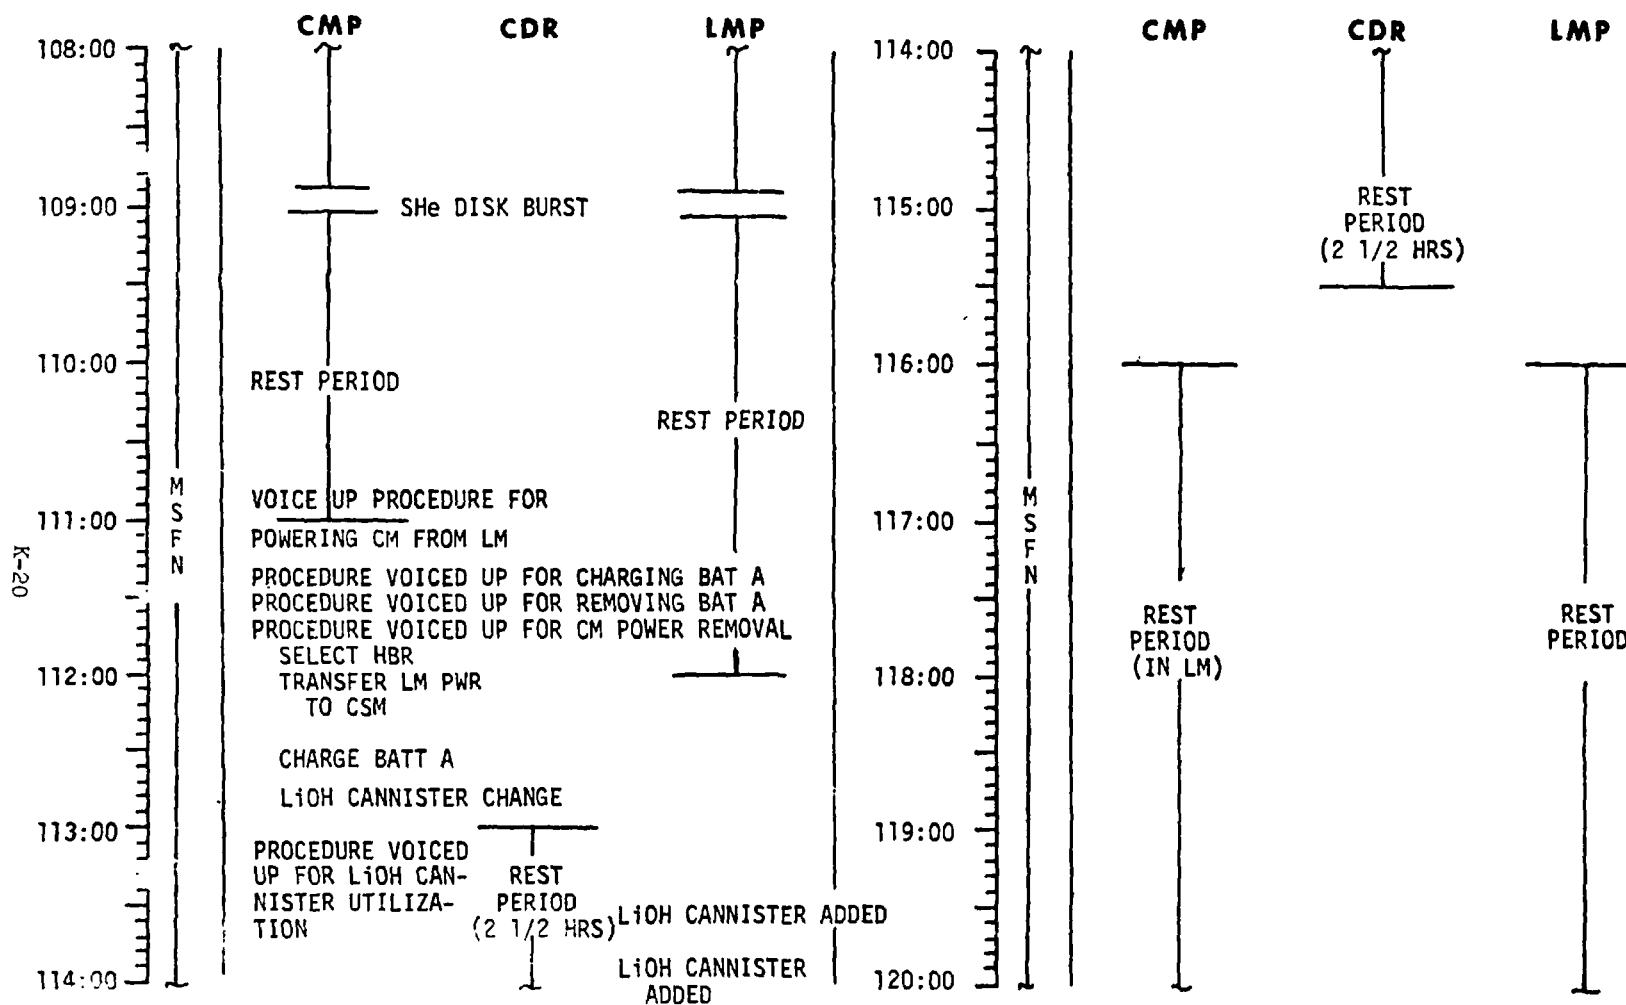 CMP CDR LMP
108:00
109:00
SHe DISK BURST
110:00
REST PERIOD
REST PERIOD
M
S
F
N
111:00
VOICE UP PROCEDURE FOR
POWERING CM FROM LM
PROCEDURE VOICED UP FOR CHARGING BAT A
PROCEDURE VOICED UP FOR REMOVING BAT A
PROCEDURE VOICED UP FOR CM POWER REMOVAL
SELECT HBR
112:00
TRANSFER LM PWR
TO CSM
CHARGE BATT A
LiOH CANNISTER CHANGE
113:00
PROCEDURE VOICED
UP FOR LiOH CAN-
NISTER UTILIZA-
TION
REST
PERIOD
(2 1/2 HRS)
LiOH CANNISTER ADDED
LiOH CANNISTER
ADDED
114:00
K-20
CMP CDR LMP
114:00
115:00
REST
PERIOD
(2 1/2 HRS)
116:00
M
S
F
N
117:00
REST
PERIOD
(IN LM)
REST
PERIOD
118:00
119:00
120:00